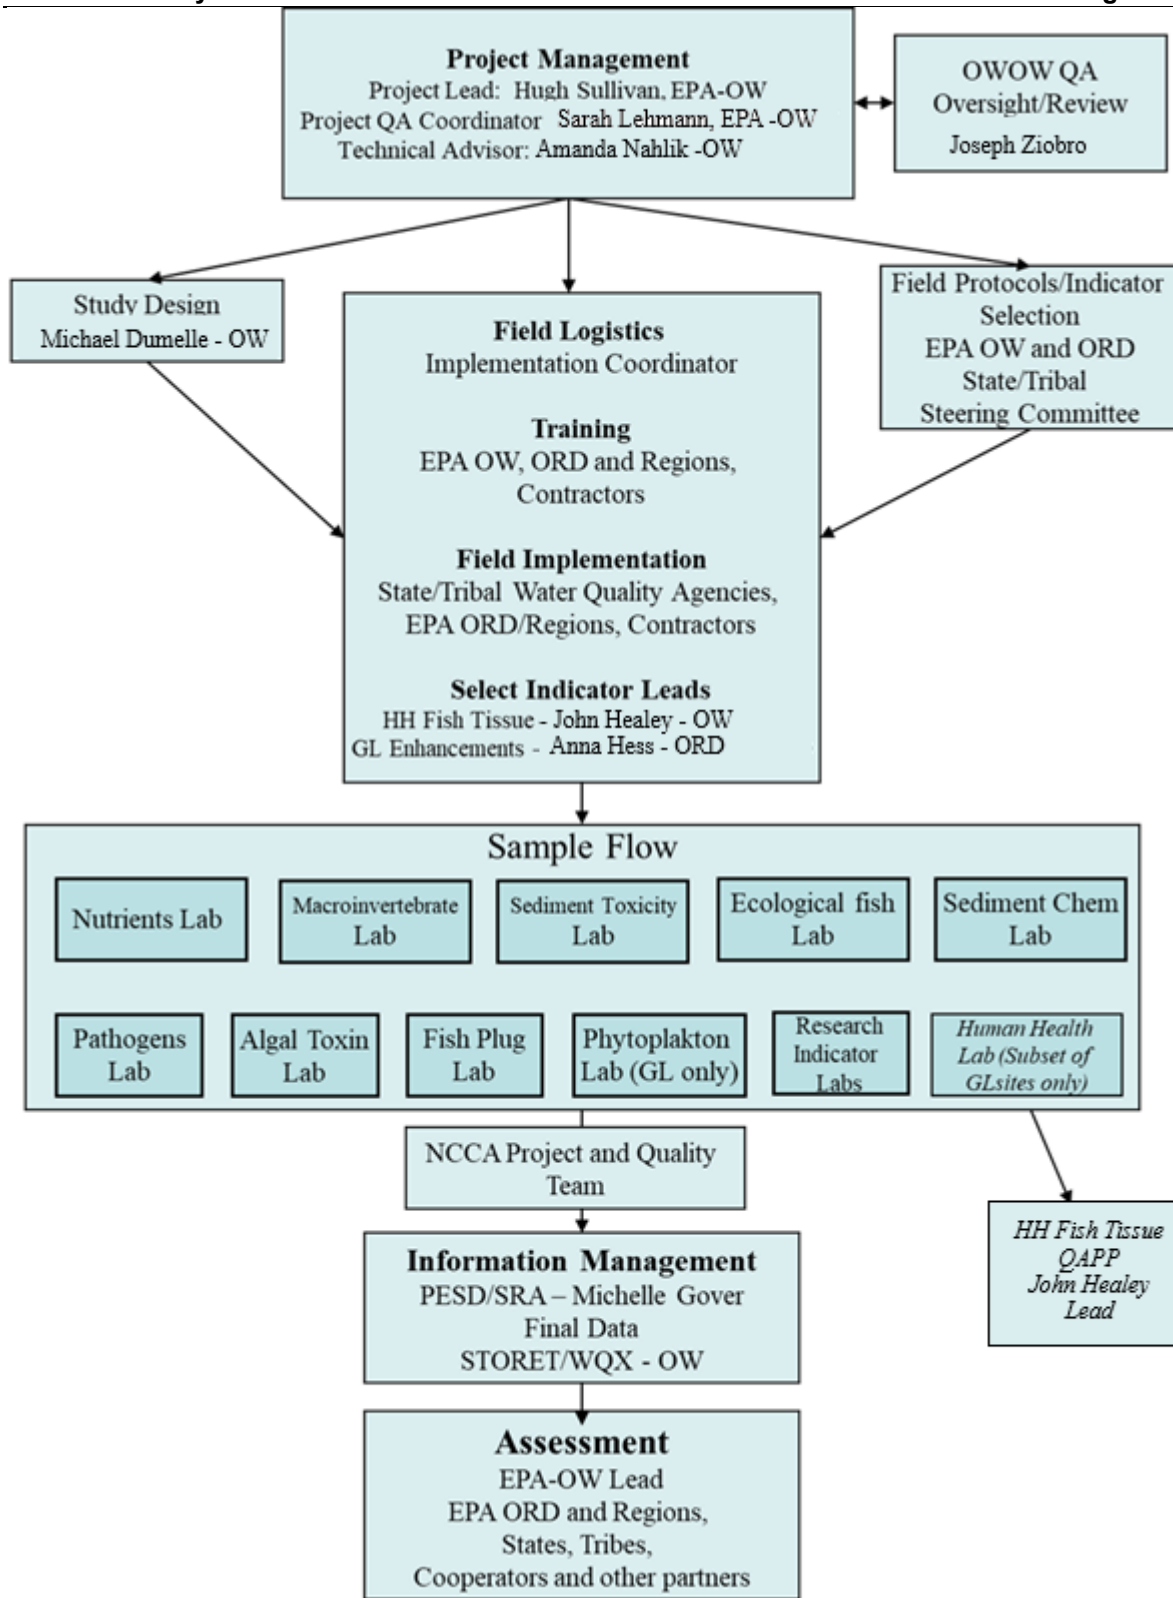 Project Management
Project Lead: Hugh Sullivan, EPA-OW
Project QA Coordinator Sarah Lehmann, EPA -OW
Technical Advisor: Amanda Nahlik -OW
OWOW QA
Oversight/Review
Joseph Ziobro
Study Design
Michael Dumelle - OW
Field Logistics
Implementation Coordinator
Training
EPA OW, ORD and Regions,
Contractors
Field Implementation
State/Tribal Water Quality Agencies,
EPA ORD/Regions, Contractors
Select Indicator Leads
HH Fish Tissue - John Healey - OW
GL Enhancements - Anna Hess - ORD
Field Protocols/Indicator
Selection
EPA OW and ORD
State/Tribal
Steering Committee
Sample Flow
Nutrients Lab
Macroinvertebrate
Lab
Sediment Toxicity
Lab
Ecological fish
Lab
Sediment Chem
Lab
Pathogens
Lab
Algal Toxin
Lab
Fish Plug
Lab
Phytoplakton
Lab (GL only)
Research
Indicator
Labs
Human Health
Lab (Subset of
GLsites only)
NCCA Project and Quality
Team
HH Fish Tissue
QAPP
John Healey
Lead
Information Management
PESD/SRA – Michelle Gover
Final Data
STORET/WQX - OW
Assessment
EPA-OW Lead
EPA ORD and Regions,
States, Tribes,
Cooperators and other partners